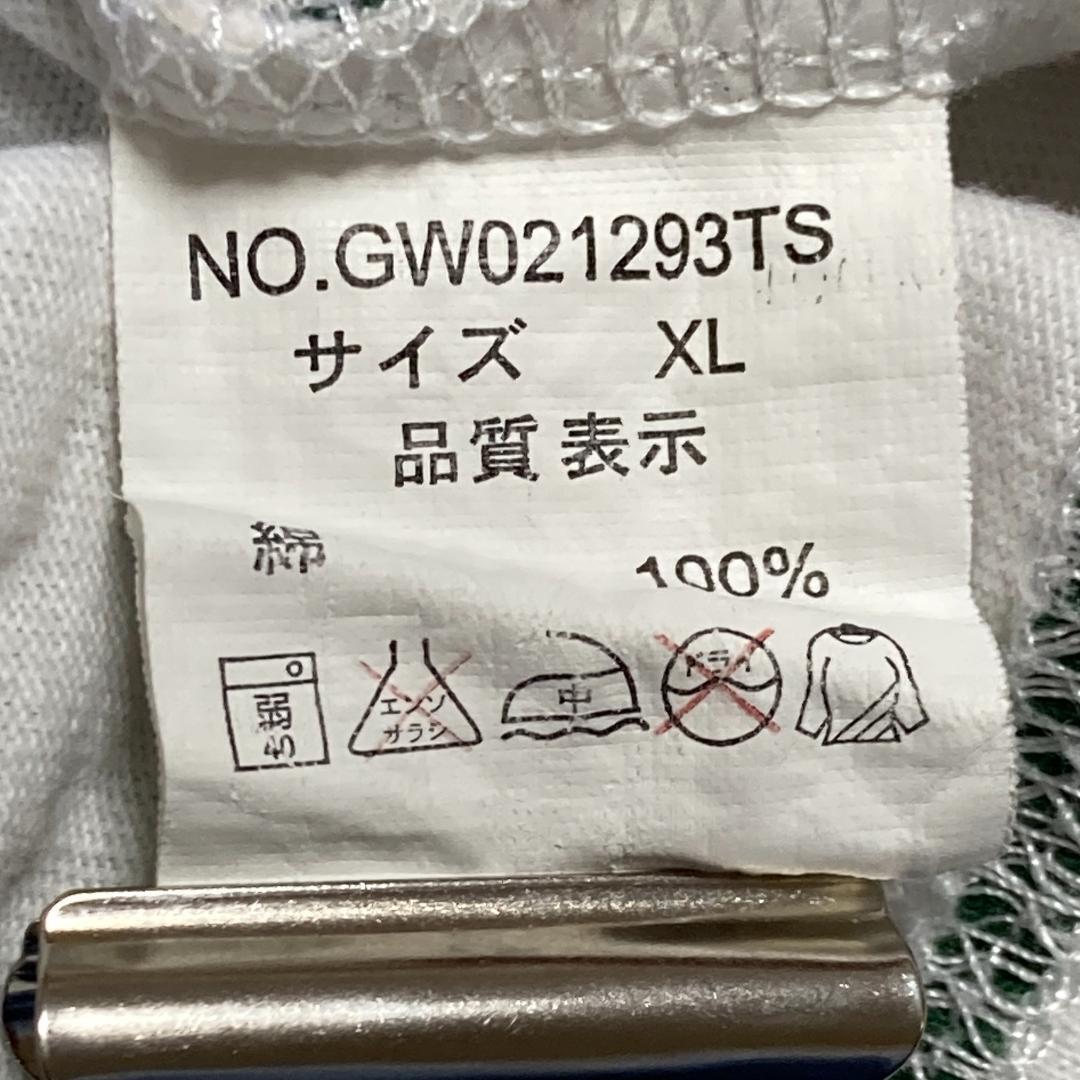 NO.GW021293TS
サイズ XL
品質表示
綿 100%
弱 エンソ 中 ドライ
サラシ